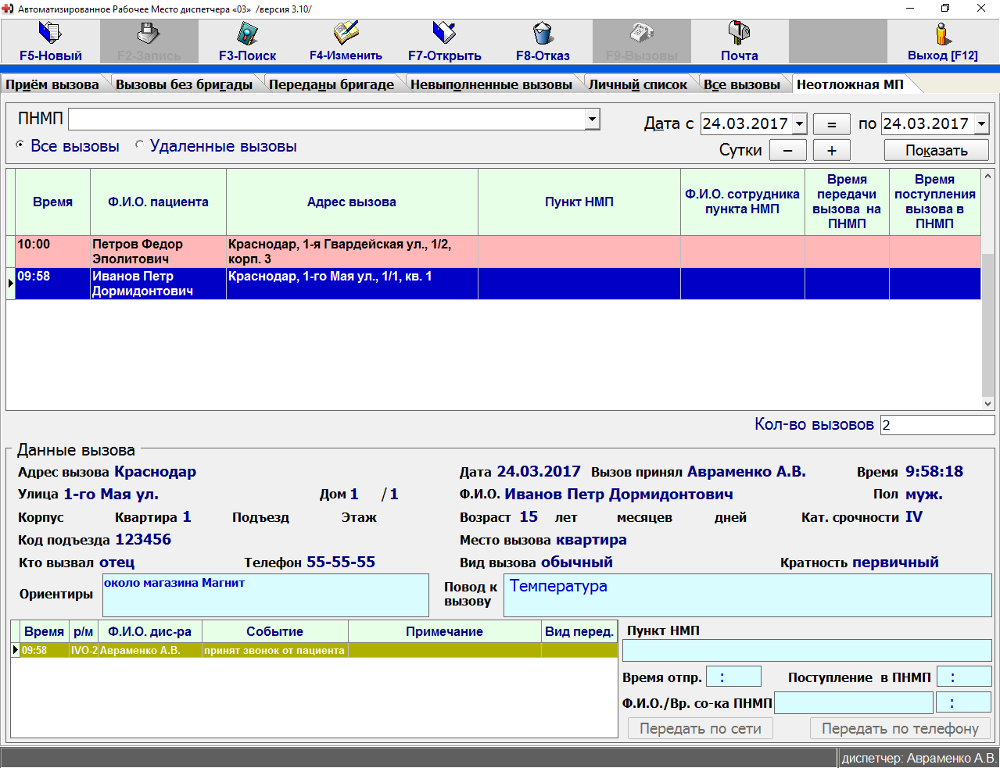 Автоматизированное Рабочее Место диспетчера «03» /версия 3.10/
F5-Новый F2-Запись F3-Поиск F4-Изменить F7-Открыть F8-Отказ F9-Вызовы Почта Выход [F12]
Приём вызова Вызовы без бригады Переданы бригаде Невыполненные вызовы Личный список Все вызовы Неотложная МП
ПНМП Дата с 24.03.2017 = по 24.03.2017
Все вызовы Удаленные вызовы Сутки − + Показать
Время Ф.И.О. пациента Адрес вызова Пункт НМП Ф.И.О. сотрудника пункта НМП Время передачи вызова на ПНМП Время поступления вызова в ПНМП
10:00 Петров Федор Эполитович Краснодар, 1-я Гвардейская ул., 1/2, корп. 3
09:58 Иванов Петр Дормидонтович Краснодар, 1-го Мая ул., 1/1, кв. 1
Кол-во вызовов 2
Данные вызова
Адрес вызова Краснодар Дата 24.03.2017 Вызов принял Авраменко А.В. Время 9:58:18
Улица 1-го Мая ул. Дом 1 / 1 Ф.И.О. Иванов Петр Дормидонтович Пол муж.
Корпус Квартира 1 Подъезд Этаж Возраст 15 лет месяцев дней Кат. срочности IV
Код подъезда 123456 Место вызова квартира
Кто вызвал отец Телефон 55-55-55 Вид вызова обычный Кратность первичный
Ориентиры около магазина Магнит Повод к вызову Температура
Время р/м Ф.И.О. дис-ра Событие Примечание Вид перед. Пункт НМП
09:58 IVO-2 Авраменко А.В. принят звонок от пациента
Время отпр. : Поступление в ПНМП :
Ф.И.О./Вр. со-ка ПНМП :
Передать по сети Передать по телефону
диспетчер: Авраменко А.В.